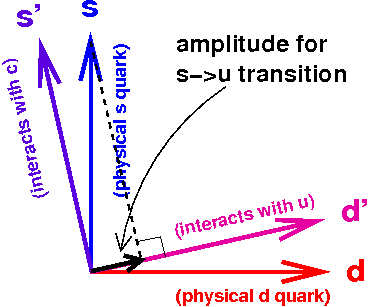 s'
s
amplitude for
s->u transition
(interacts with c)
(physical s quark)
(interacts with u)
d'
d
(physical d quark)